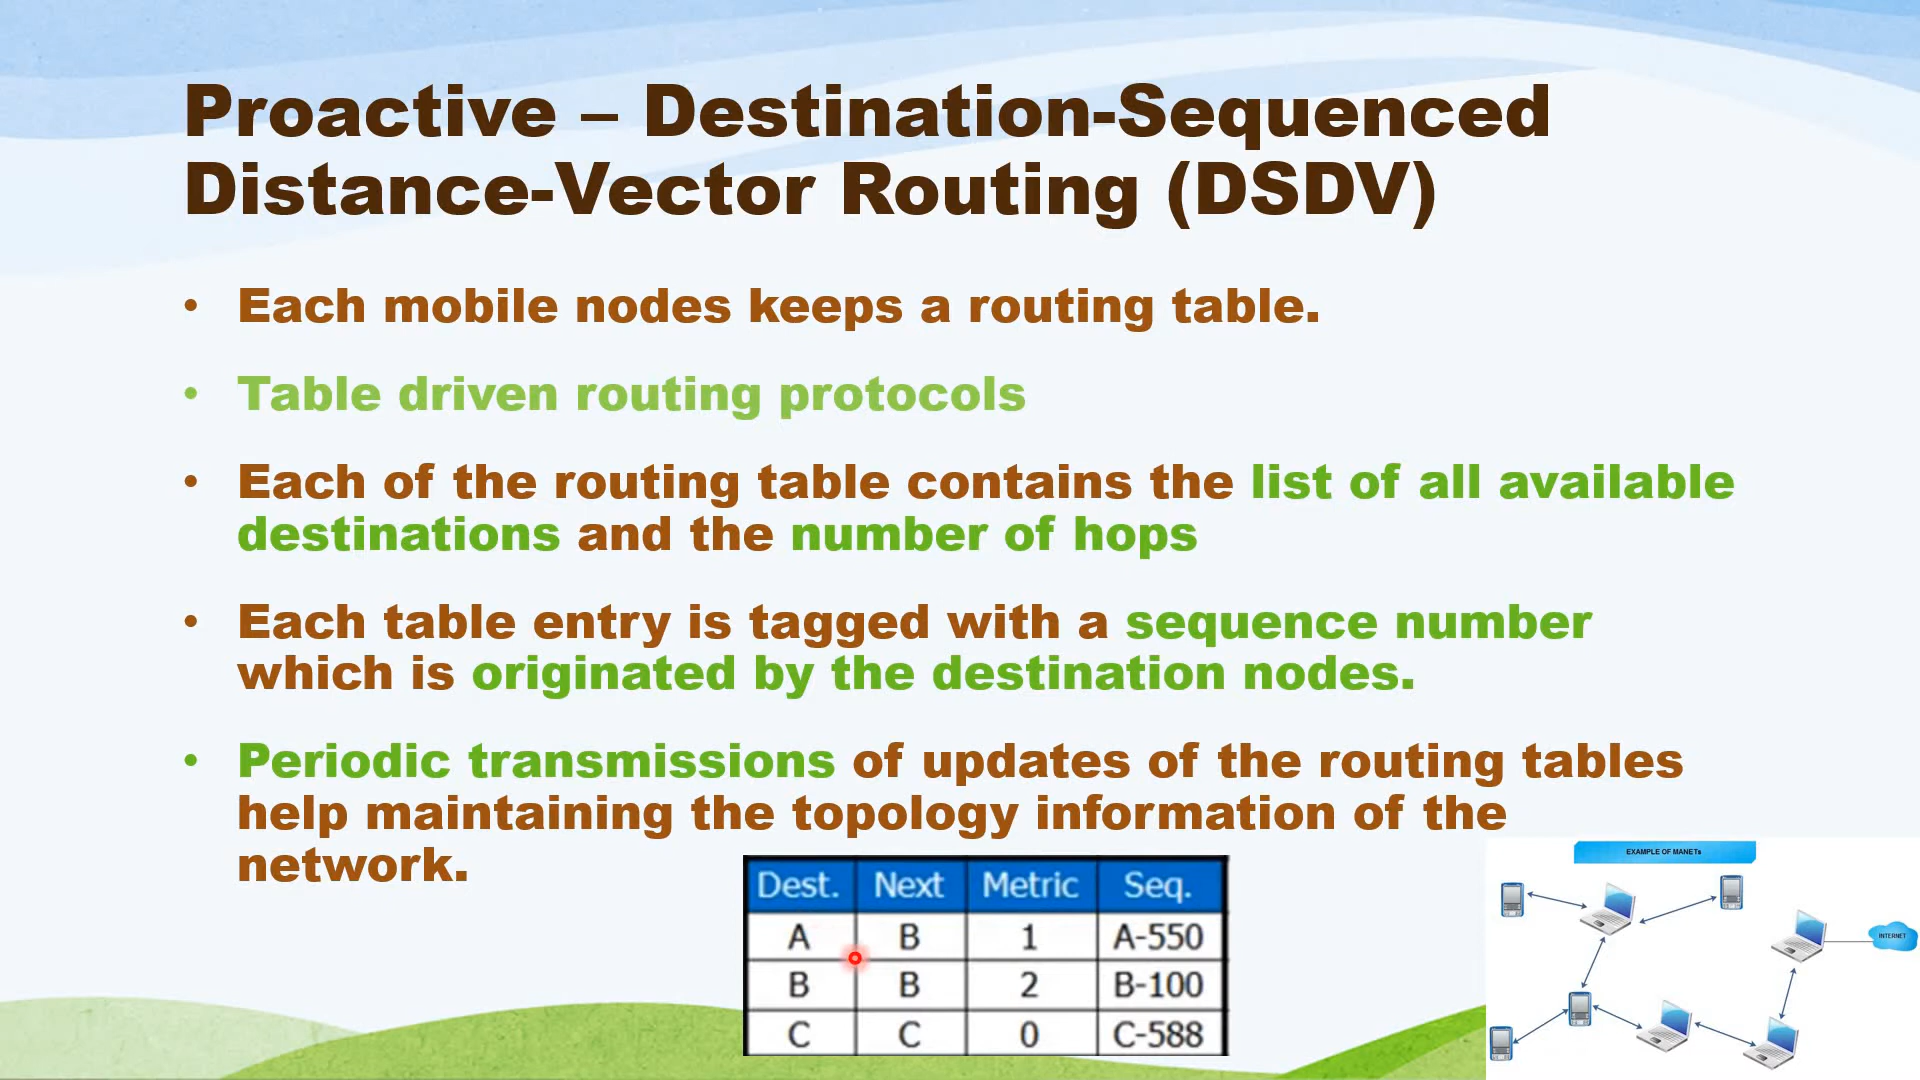 Proactive – Destination-Sequenced
Distance-Vector Routing (DSDV)
• Each mobile nodes keeps a routing table.
• Table driven routing protocols
• Each of the routing table contains the list of all available
destinations and the number of hops
• Each table entry is tagged with a sequence number
which is originated by the destination nodes.
• Periodic transmissions of updates of the routing tables
help maintaining the topology information of the
network.
Dest. Next Metric Seq.
A B 1 A-550
B B 2 B-100
C C 0 C-588
EXAMPLE OF MANETs
INTERNET